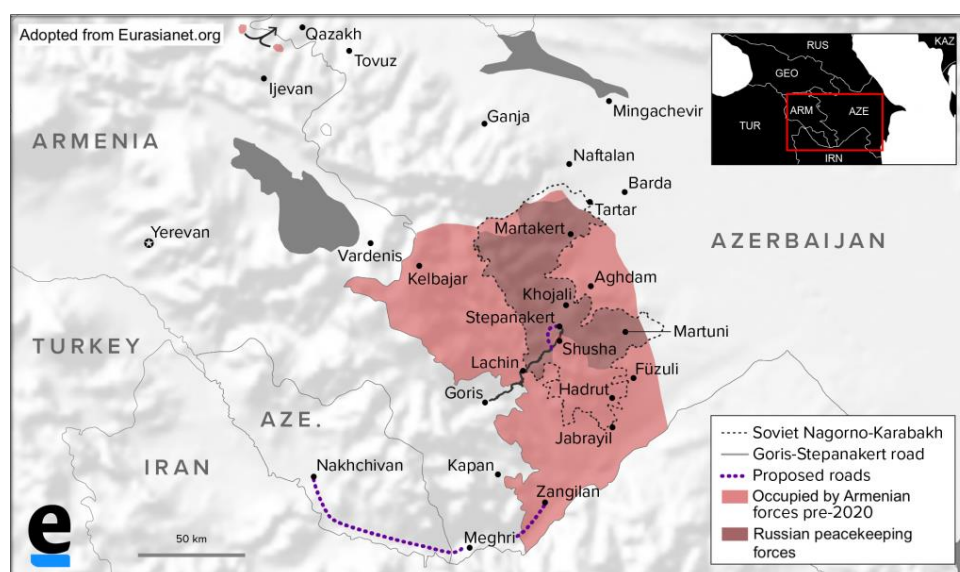 Adopted from Eurasianet.org
Qazakh
Tovuz
Ijevan
RUS
KAZ
GEO
ARM
AZE
TUR
IRN
Mingachevir
Ganja
ARMENIA
Naftalan
Barda
Tartar
Yerevan
Martakert
AZERBAIJAN
Vardenis
Kelbajar
Aghdam
Khojali
Stepanakert
Martuni
TURKEY
Shusha
Lachin
Füzuli
Goris
Hadrut
AZE.
Jabrayil
IRAN
Nakhchivan
Kapan
Zangilan
Meghri
e
50 km
Soviet Nagorno-Karabakh
Goris-Stepanakert road
Proposed roads
Occupied by Armenian
forces pre-2020
Russian peacekeeping
forces